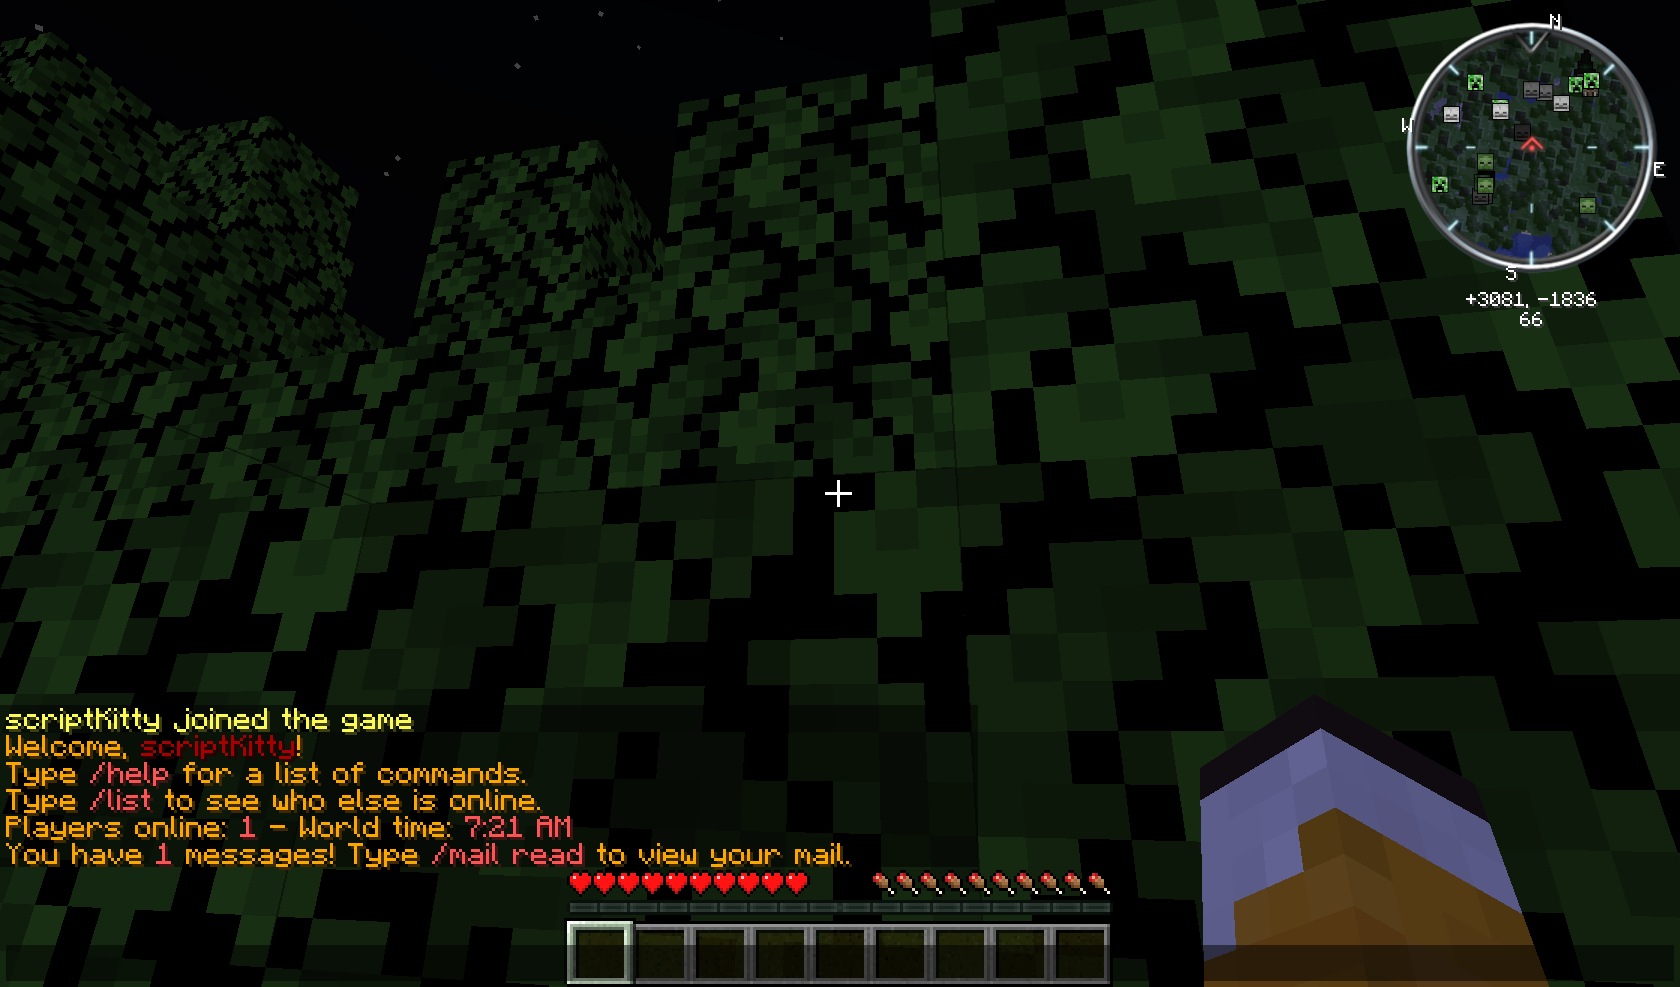 N
W
E
S
+3081, -1836
66
scriptKitty joined the game
Welcome, scriptKitty!
Type /help for a list of commands.
Type /list to see who else is online.
Players online: 1 - World time: 7:21 AM
You have 1 messages! Type /mail read to view your mail.